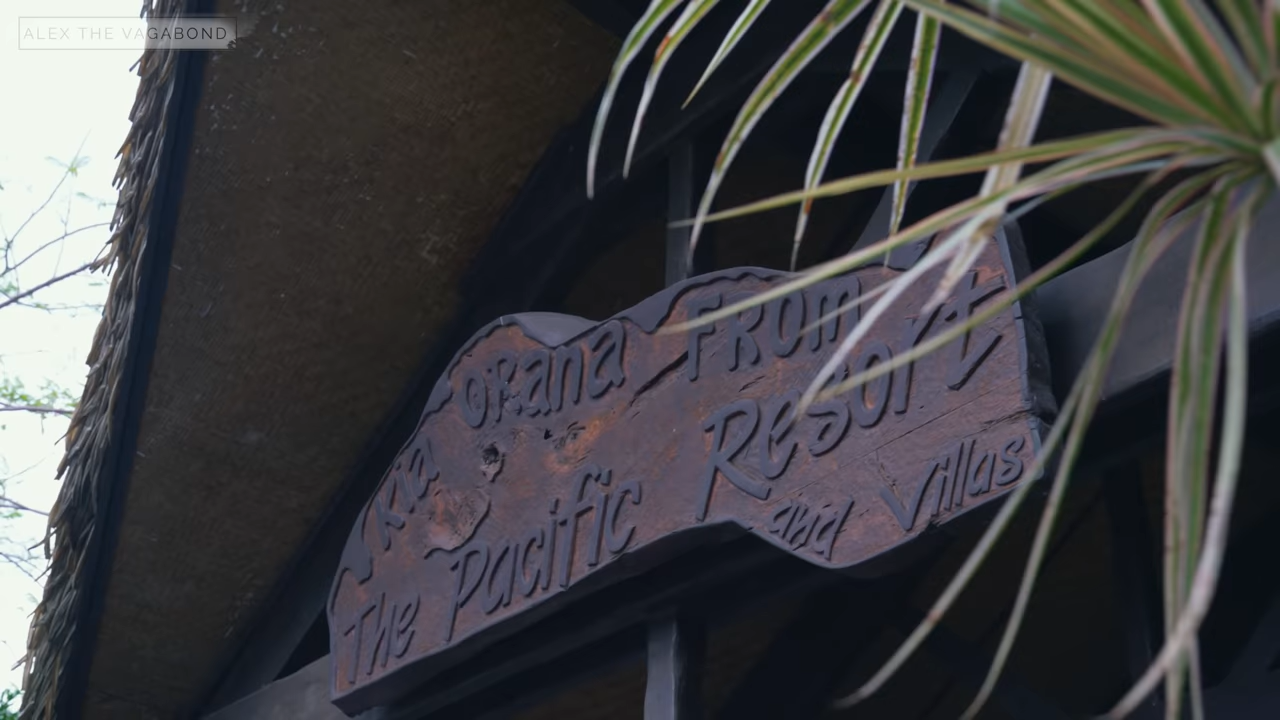 ALEX THE VAGABOND
Kia ORana FRom
The Pacific Resort
and Villas